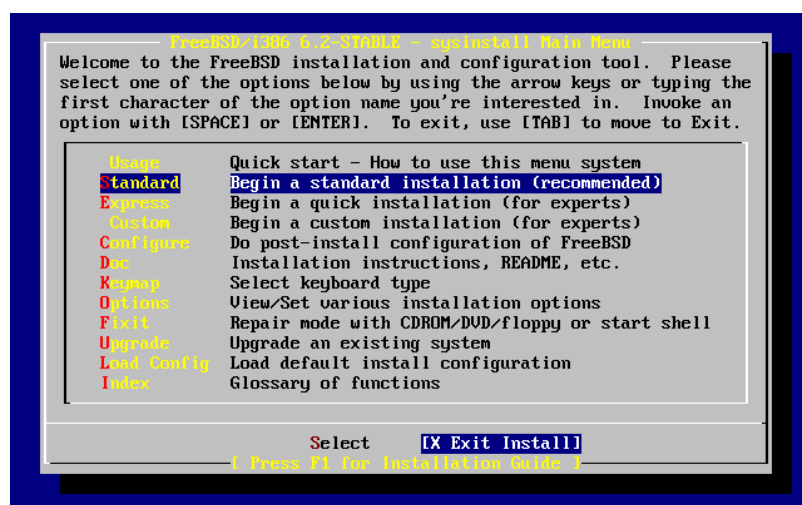 FreeBSD/i386 6.2-STABLE - sysinstall Main Menu
Welcome to the FreeBSD installation and configuration tool.  Please
select one of the options below by using the arrow keys or typing the
first character of the option name you're interested in.  Invoke an
option with [SPACE] or [ENTER].  To exit, use [TAB] to move to Exit.
Usage Quick start - How to use this menu system
Standard Begin a standard installation (recommended)
Express Begin a quick installation (for experts)
Custom Begin a custom installation (for experts)
Configure Do post-install configuration of FreeBSD
Doc Installation instructions, README, etc.
Keymap Select keyboard type
Options View/Set various installation options
Fixit Repair mode with CDROM/DVD/floppy or start shell
Upgrade Upgrade an existing system
Load Config Load default install configuration
Index Glossary of functions
Select [X Exit Install]
[ Press F1 for Installation Guide ]